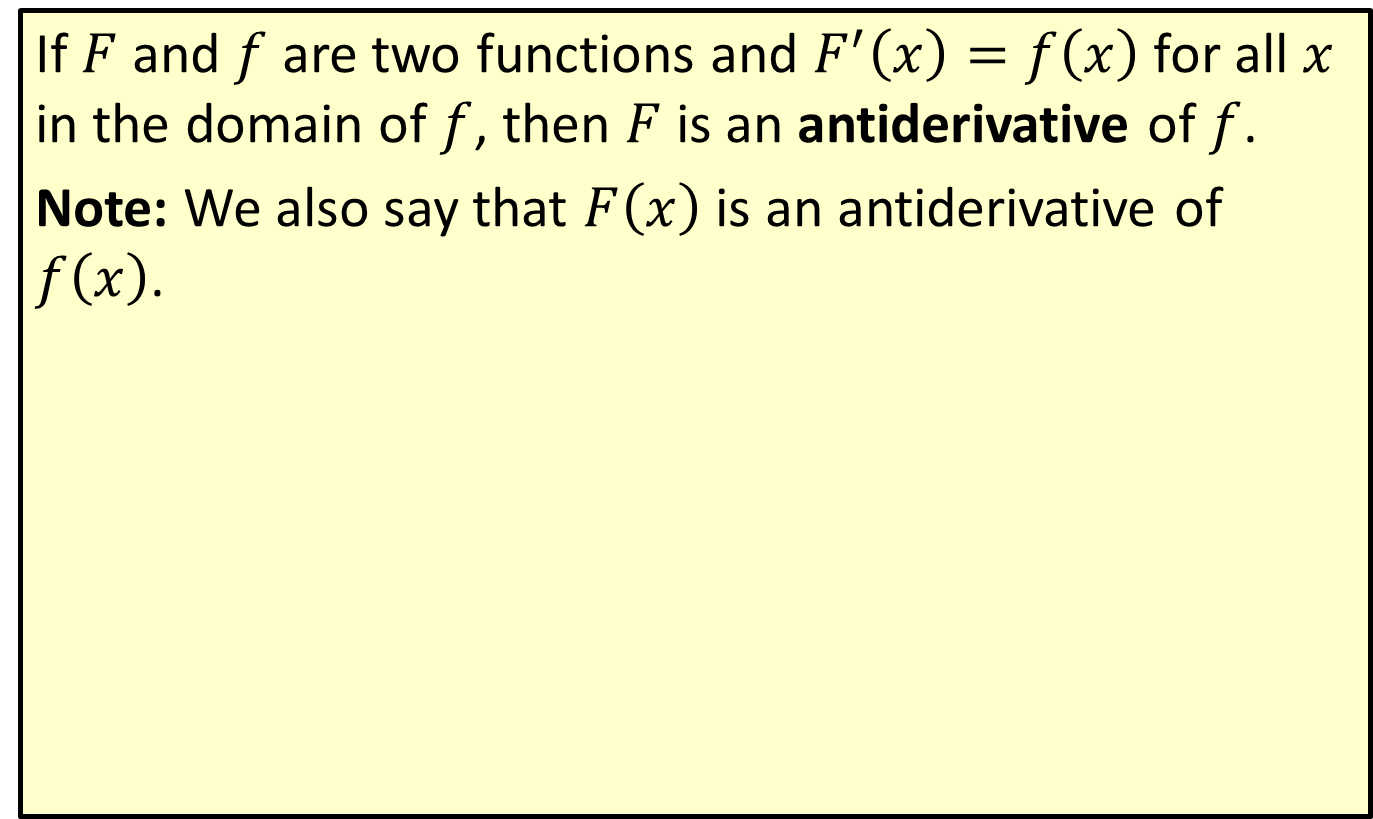 If F and f are two functions and F′(x) = f(x) for all x
in the domain of f, then F is an antiderivative of f.
Note: We also say that F(x) is an antiderivative of
f(x).